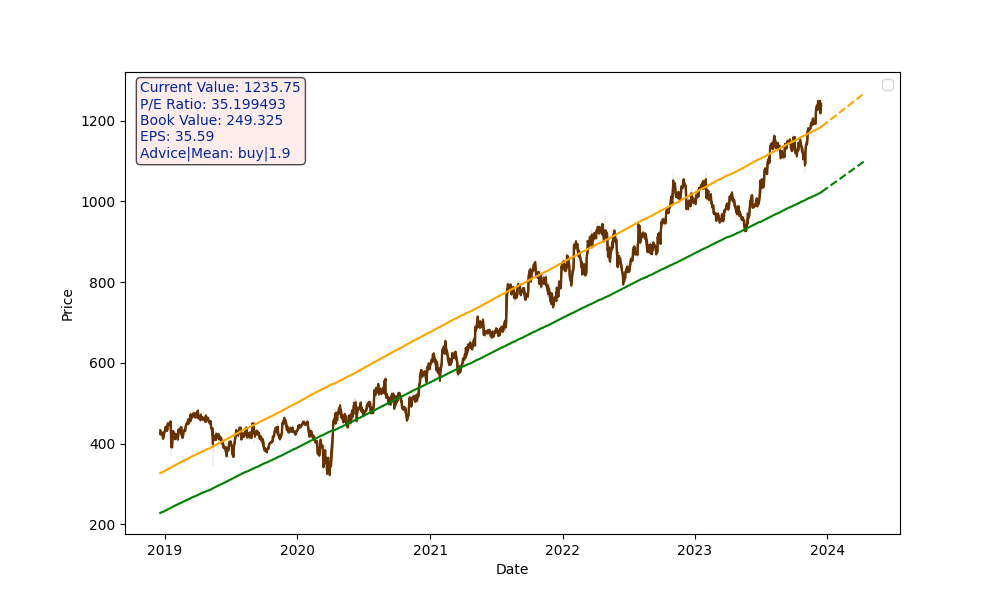 Current Value: 1235.75
P/E Ratio: 35.199493
Book Value: 249.325
EPS: 35.59
Advice|Mean: buy|1.9
1200
1000
800
600
400
200
Price
2019 2020 2021 2022 2023 2024
Date